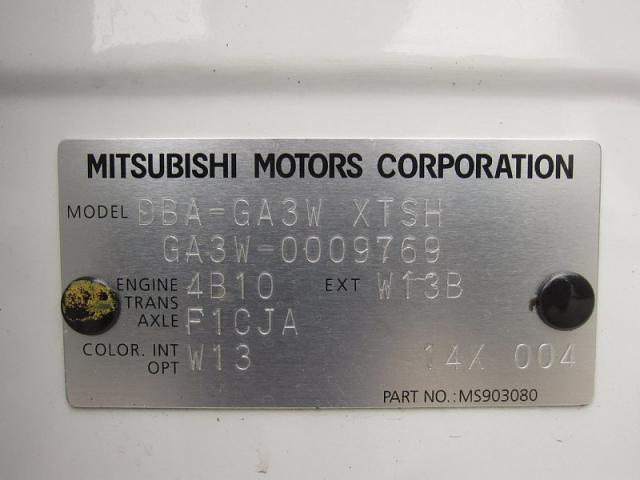 MITSUBISHI MOTORS CORPORATION
MODEL DBA-GA3W XTSH
GA3W-0009769
ENGINE 4B10 EXT W13B
TRANS
AXLE F1CJA
COLOR. INT W13 14X 004
OPT
PART NO.:MS903080